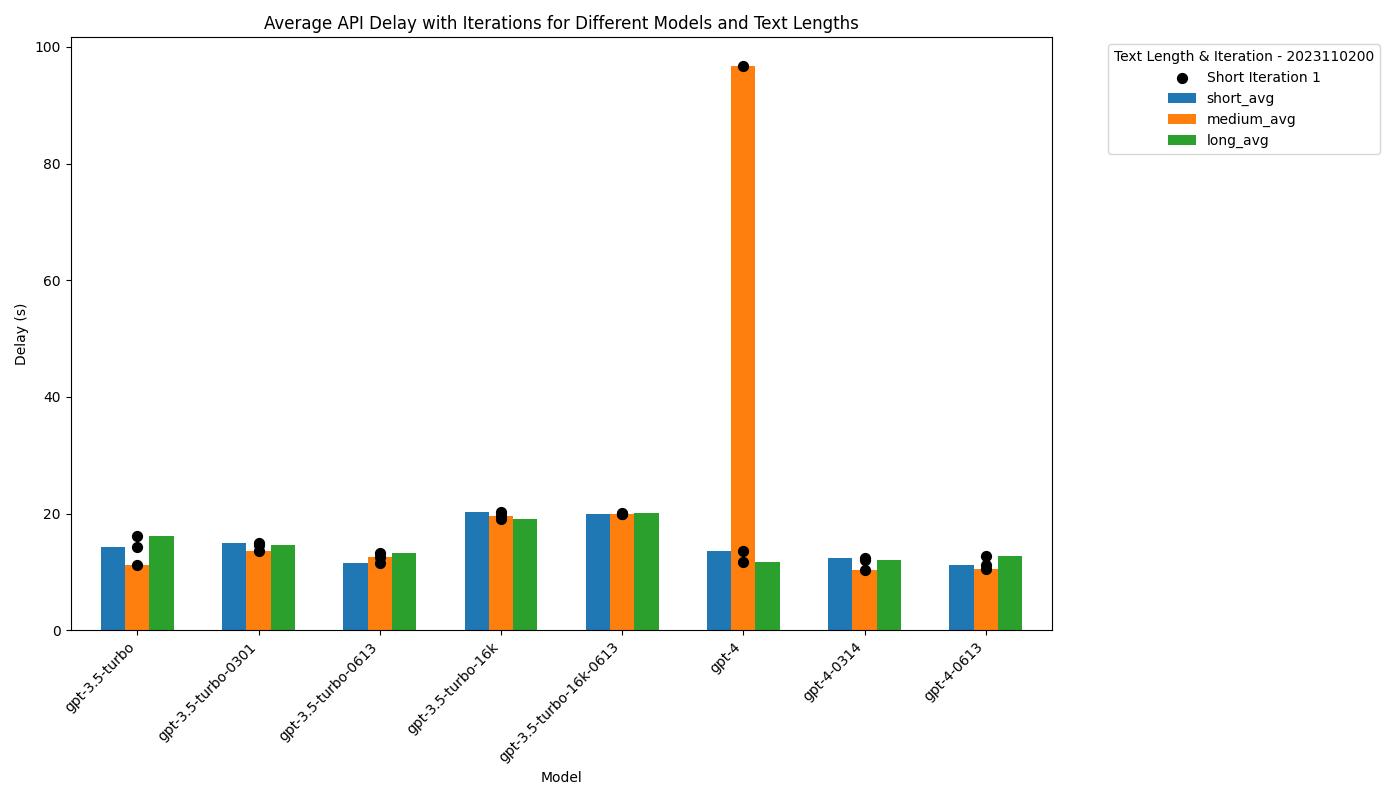 Average API Delay with Iterations for Different Models and Text Lengths
Text Length & Iteration - 2023110200
Short Iteration 1
short_avg
medium_avg
long_avg
Delay (s)
100
80
60
40
20
0
gpt-3.5-turbo
gpt-3.5-turbo-0301
gpt-3.5-turbo-0613
gpt-3.5-turbo-16k
gpt-3.5-turbo-16k-0613
gpt-4
gpt-4-0314
gpt-4-0613
Model